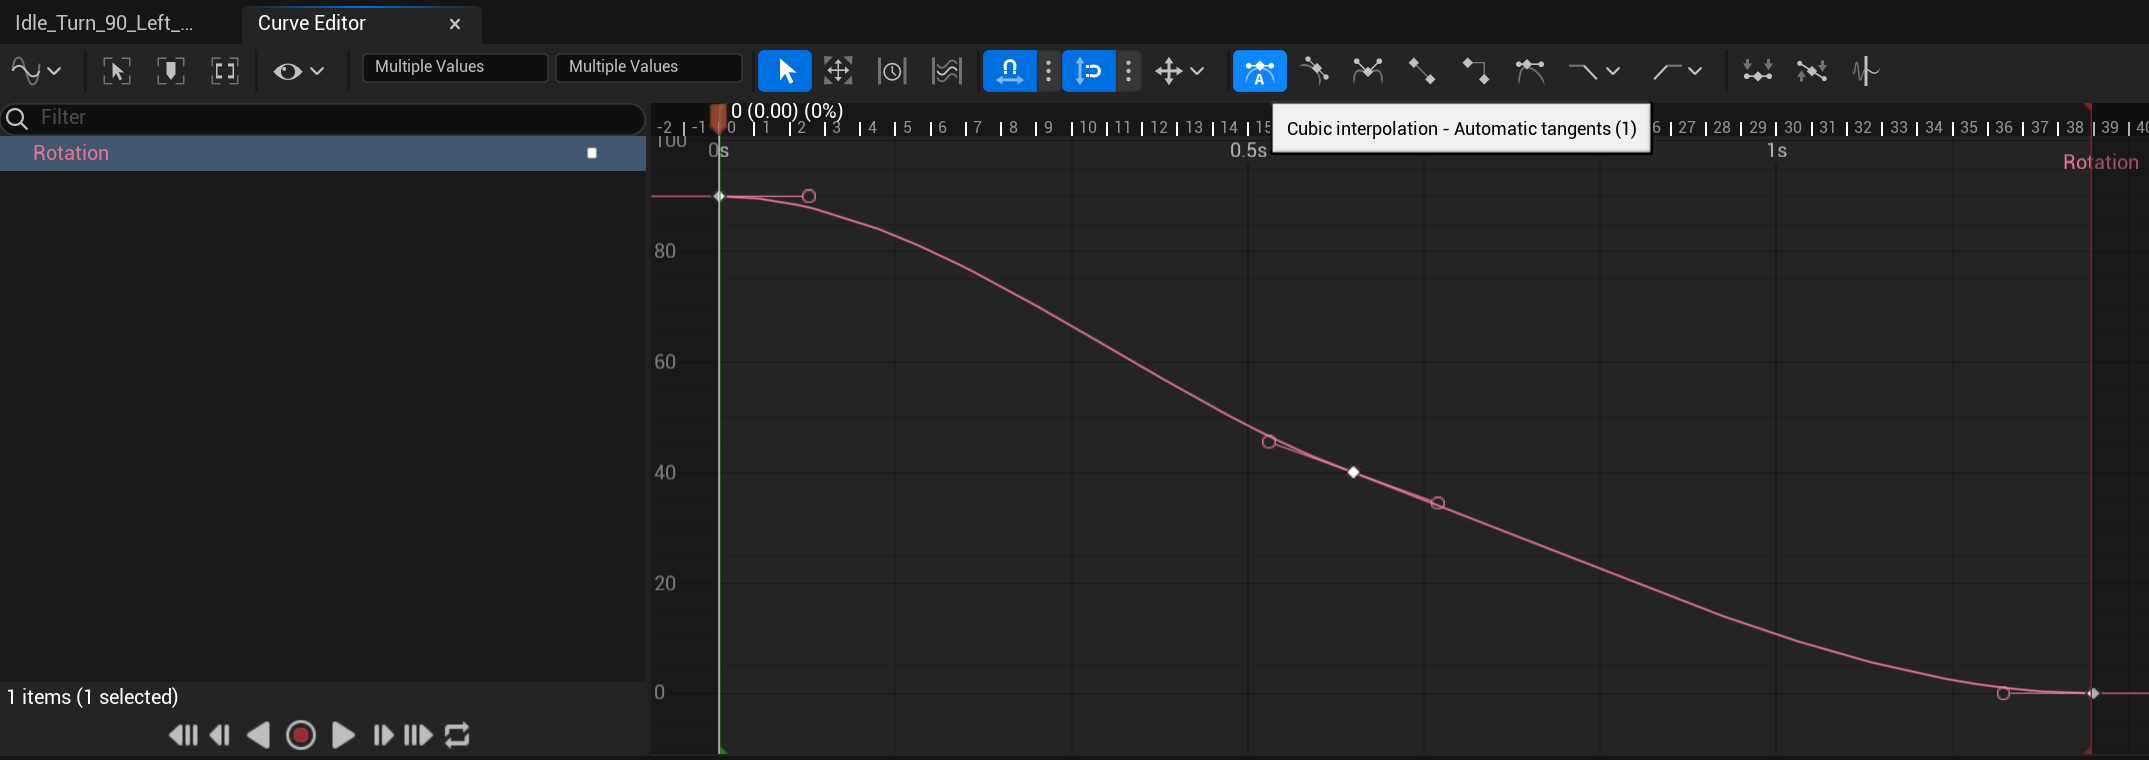 Idle_Turn_90_Left_...
Curve Editor
Multiple Values
Multiple Values
A
Filter
0 (0.00) (0%)
-2 -1 0 1 2 3 4 5 6 7 8 9 10 11 12 13 14 15
Cubic interpolation - Automatic tangents (1)
6 27 28 29 30 31 32 33 34 35 36 37 38 39 40
Rotation
100
0s
0.5s
1s
Rotation
80
60
40
20
0
1 items (1 selected)